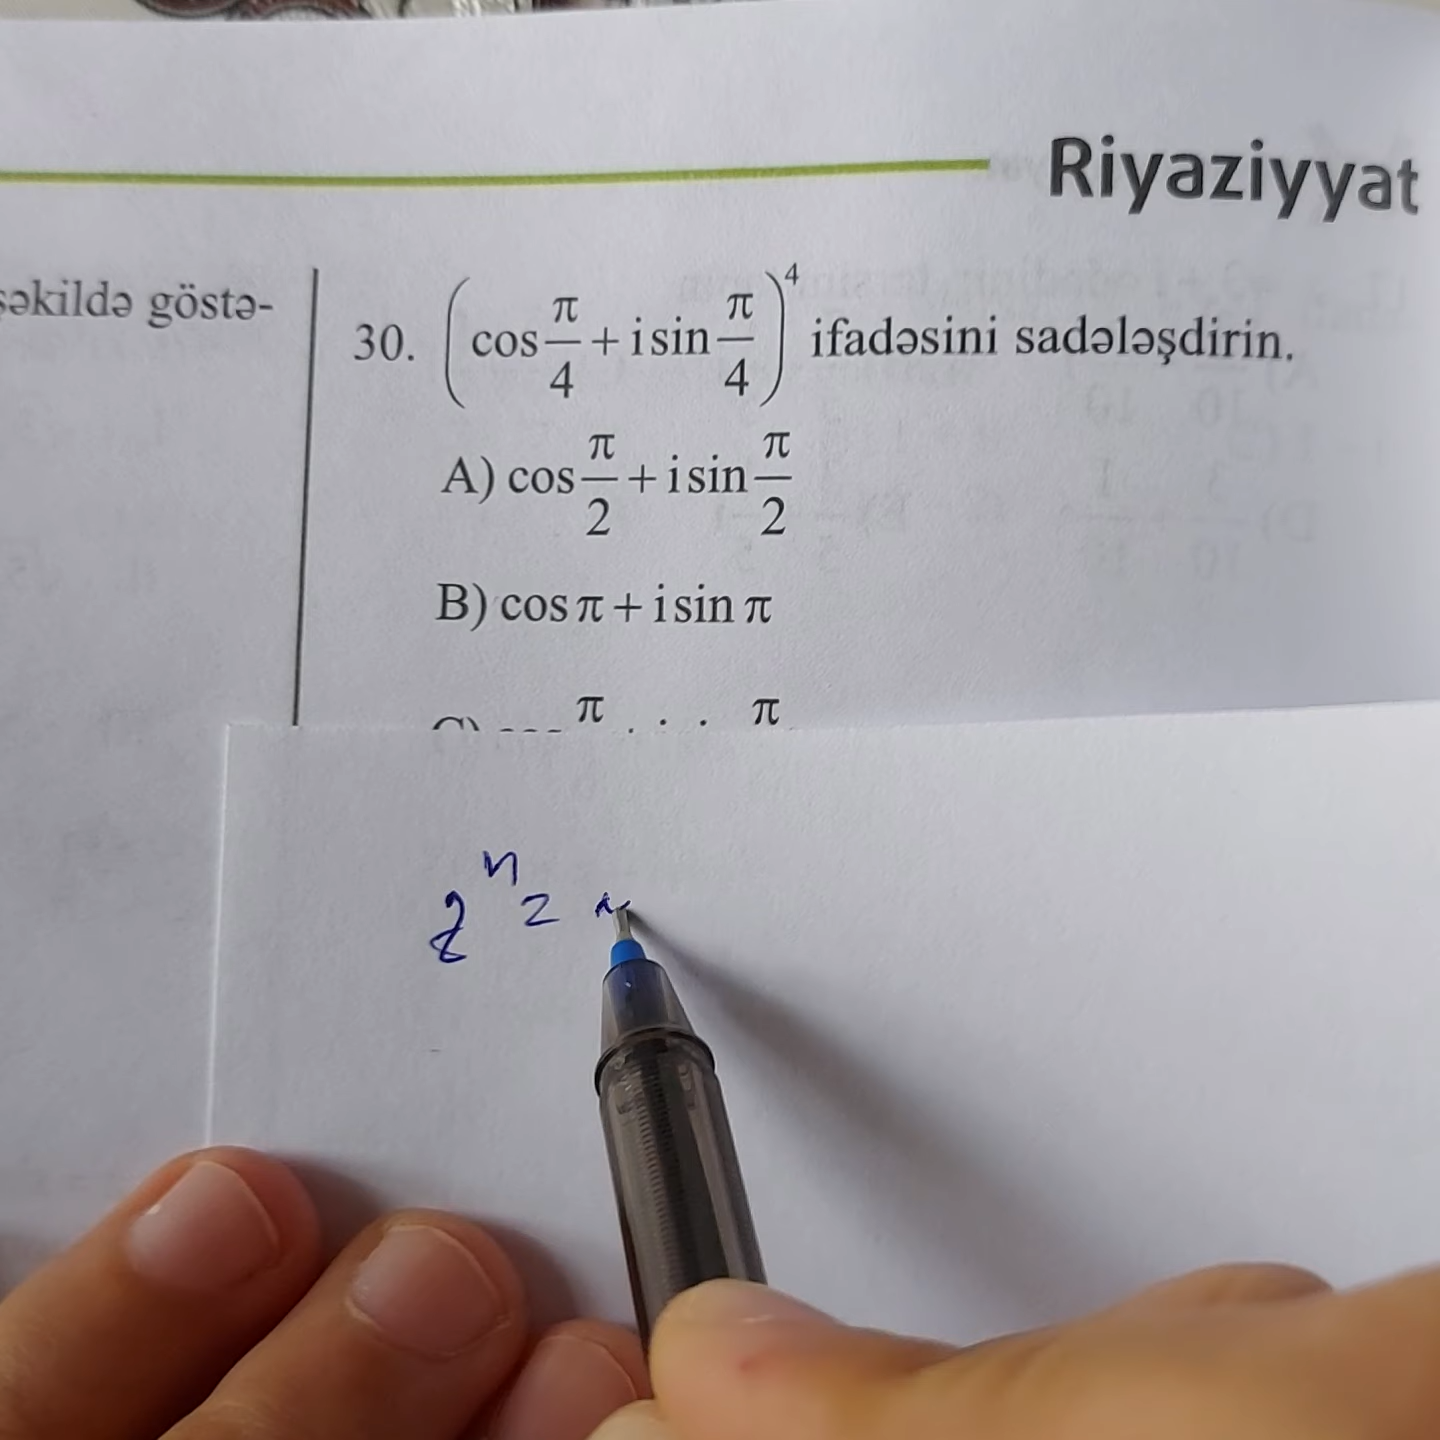 Riyaziyyat
şəkildə göstə-
30. (cos π/4 + i sin π/4)⁴ ifadəsini sadələşdirin.
A) cos π/2 + i sin π/2
B) cos π + i sin π
π π
zⁿ =